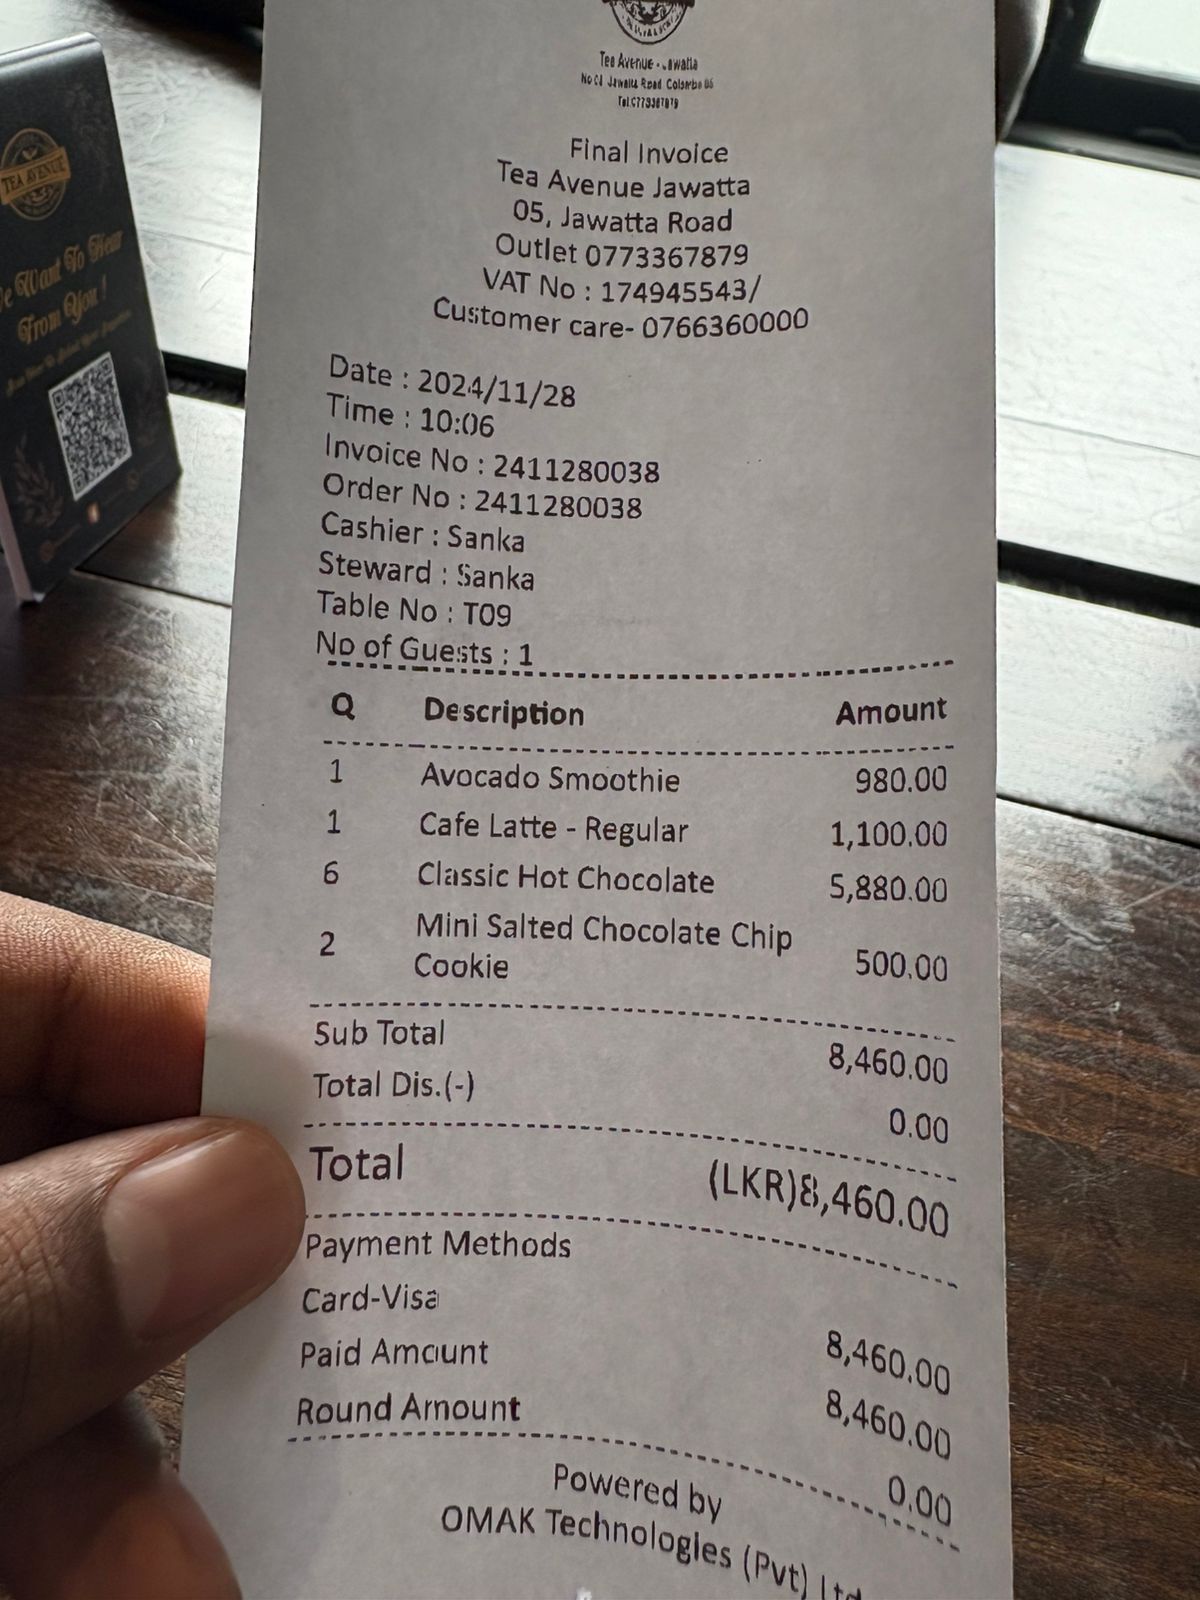 Tea Avenue - Jawatta
Jawatta Road Colombo 05
Final Invoice
Tea Avenue Jawatta
05, Jawatta Road
Outlet 0773367879
VAT No : 174945543/
Customer care- 0766360000
Date : 2024/11/28
Time : 10:06
Invoice No : 2411280038
Order No : 2411280038
Cashier : Sanka
Steward : Sanka
Table No : T09
No of Guests : 1
Q Description Amount
1 Avocado Smoothie 980.00
1 Cafe Latte - Regular 1,100.00
6 Classic Hot Chocolate 5,880.00
2 Mini Salted Chocolate Chip
Cookie 500.00
Sub Total 8,460.00
Total Dis.(-) 0.00
Total (LKR)8,460.00
Payment Methods
Card-Visa 8,460.00
Paid Amount 8,460.00
Round Amount 0.00
Powered by
OMAK Technologies (Pvt) Ltd
TEA AVENUE
We Want To Hear
From You !